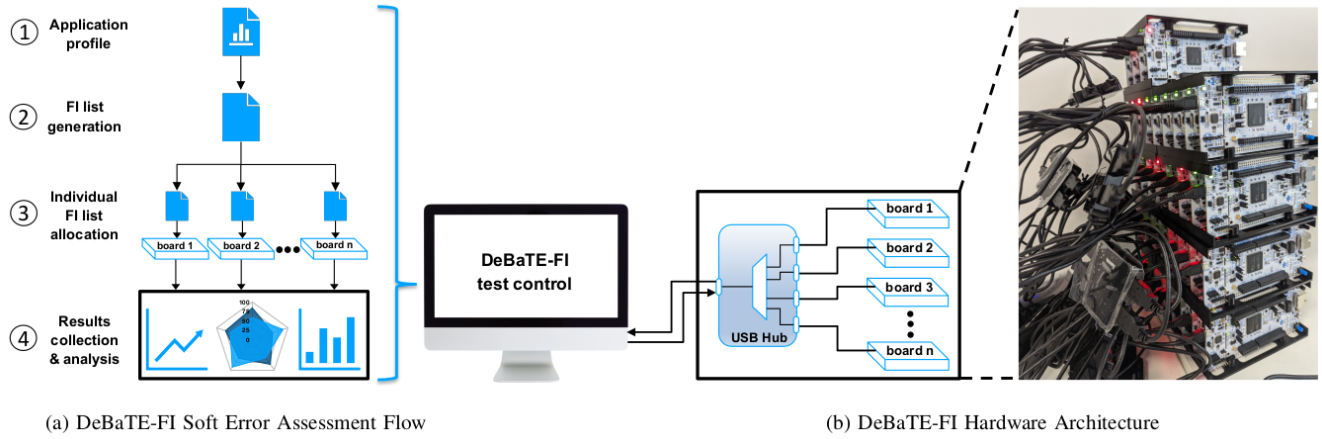 ① Application
profile
② FI list
generation
③ Individual
FI list
allocation
board 1
board 2
board n
④ Results
collection
& analysis
100
75
50
25
0
DeBaTE-FI
test control
USB Hub
board 1
board 2
board 3
board n
(a) DeBaTE-FI Soft Error Assessment Flow
(b) DeBaTE-FI Hardware Architecture